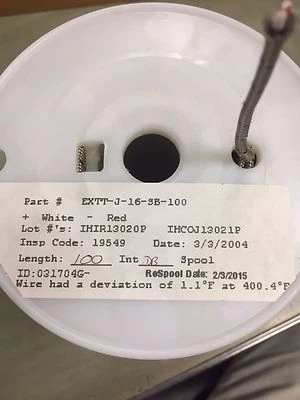 Part # EXTT-J-16-SB-100
+ White - Red
Lot #'s: IHIR13020P IHCOJ13021P
Insp Code: 19549 Date: 3/3/2004
Length: 100 Int Spool
ID:031704G- ReSpool Date: 2/3/2015
Wire had a deviation of 1.1°F at 400.4°F